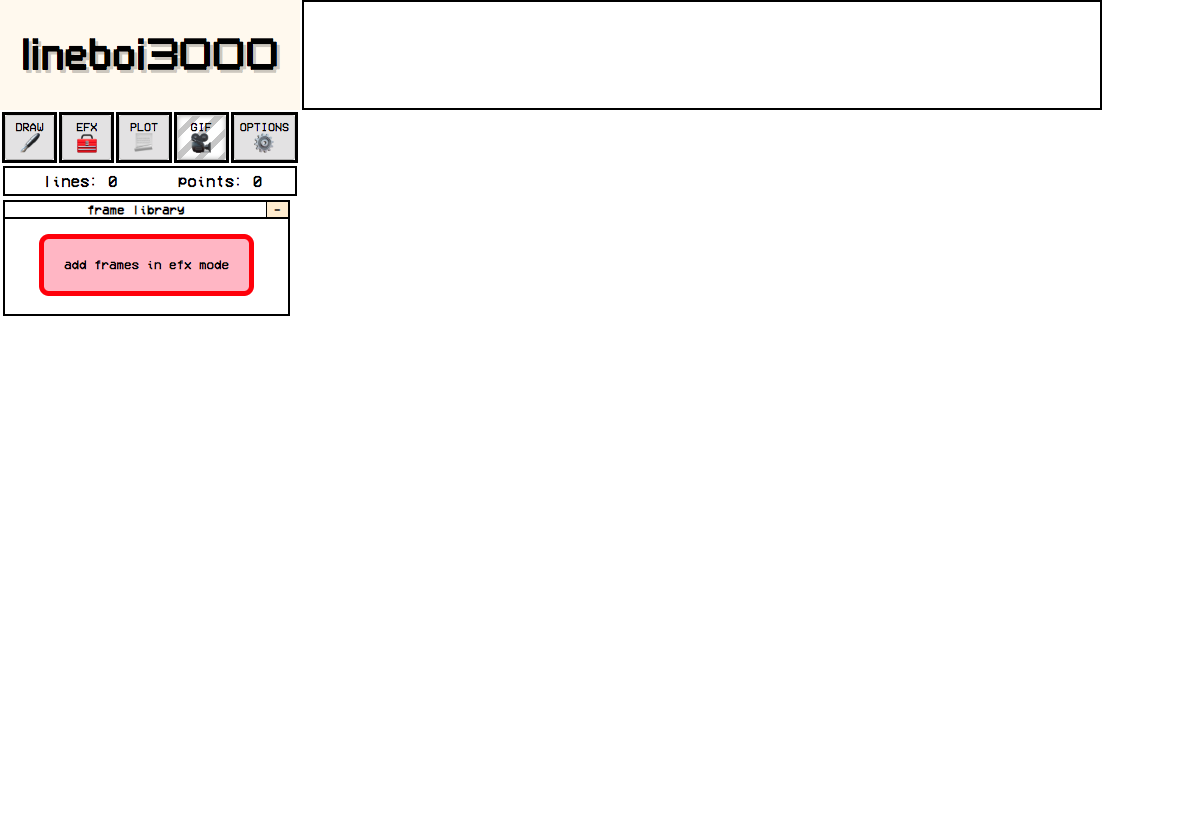 lineboi3000
DRAW EFX PLOT GIF OPTIONS
lines: 0 points: 0
frame library -
add frames in efx mode